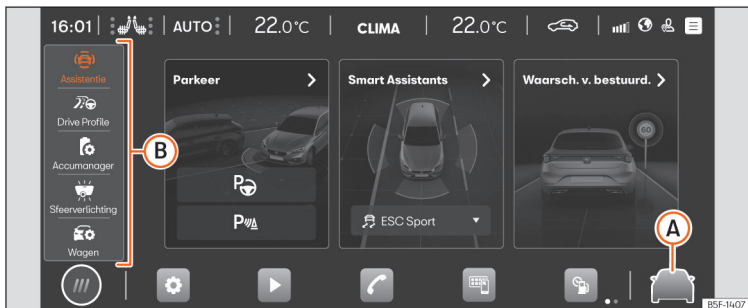 16:01 AUTO 22.0°C CLIMA 22.0°C
Assistentie
Drive Profile
Accumanager
Sfeerverlichting
Wagen
B
Parkeer
P
P
Smart Assistants
ESC Sport
Waarsch. v. bestuurd.
60
A
B5F-1407